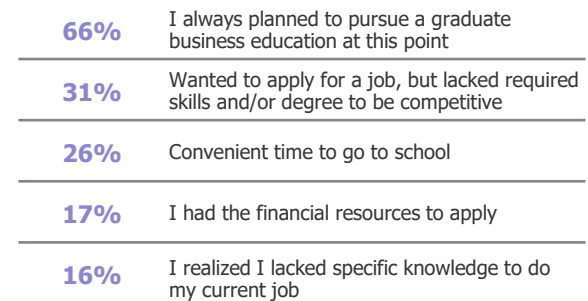 66%
I always planned to pursue a graduate
business education at this point
31%
Wanted to apply for a job, but lacked required
skills and/or degree to be competitive
26%
Convenient time to go to school
17%
I had the financial resources to apply
16%
I realized I lacked specific knowledge to do
my current job